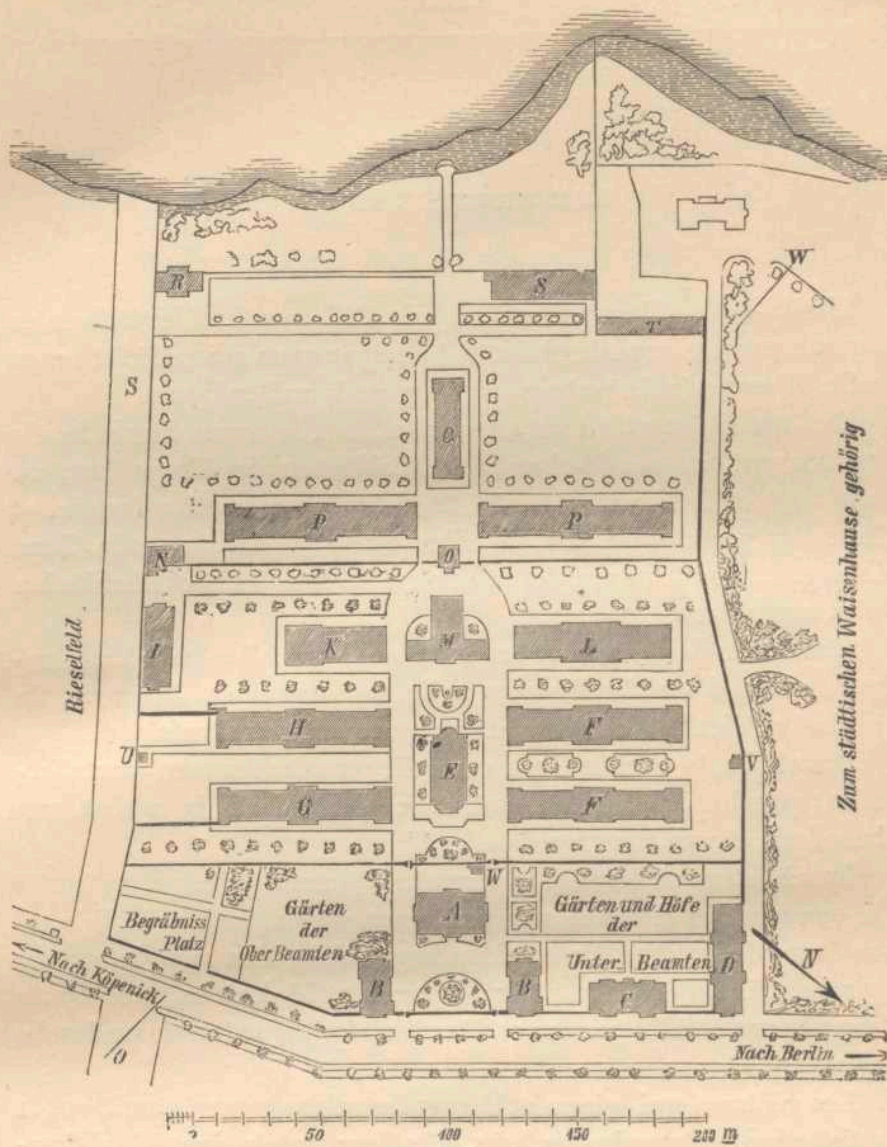 W
R
S
T
S
Q
Zum städtischen Waisenhause gehörig
P
P
N
O
Rieselfeld
I
K
M
L
H
F
U
E
V
G
F
W
A
Begräbniss
Platz
Gärten
der
Ober Beamten
Gärten und Höfe
der
Unter Beamten
D
N
B
B
C
Nach Köpenick
O
Nach Berlin
50
100
150
200 m